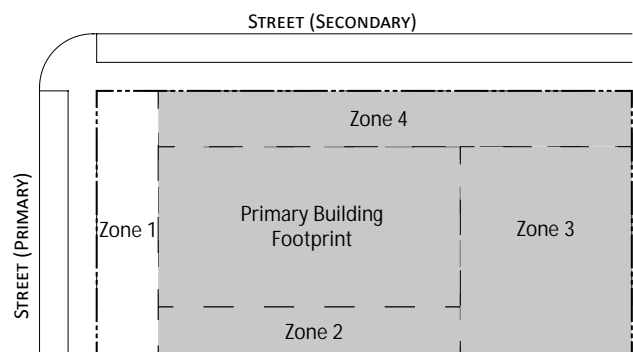 STREET (SECONDARY)
Zone 4
STREET (PRIMARY)
Zone 1
Primary Building
Footprint
Zone 3
Zone 2